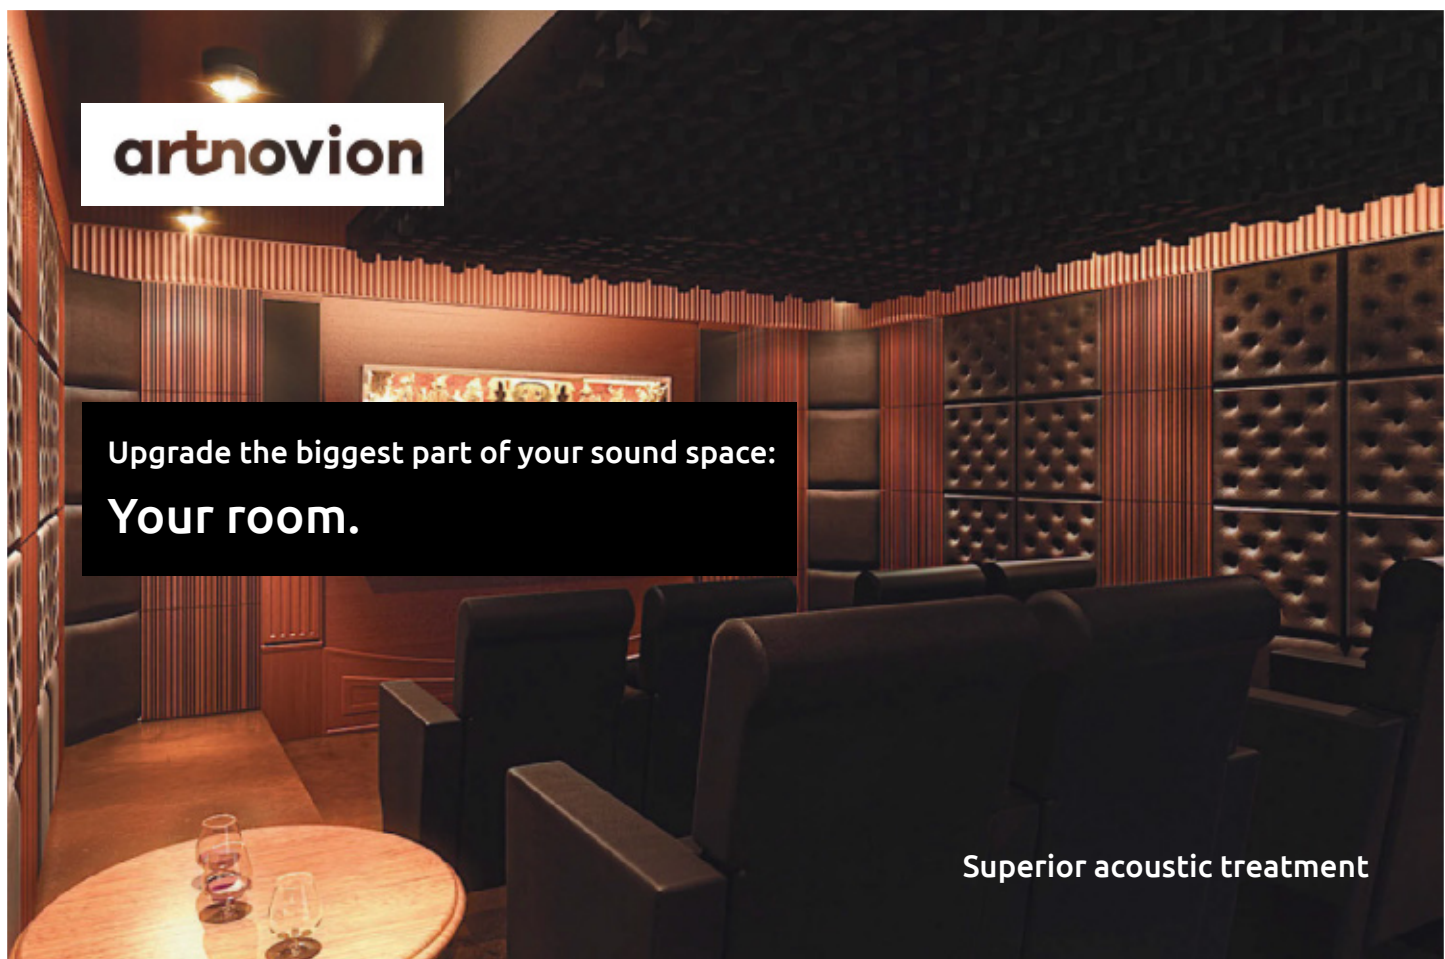 artnovion
Upgrade the biggest part of your sound space:
Your room.
Superior acoustic treatment